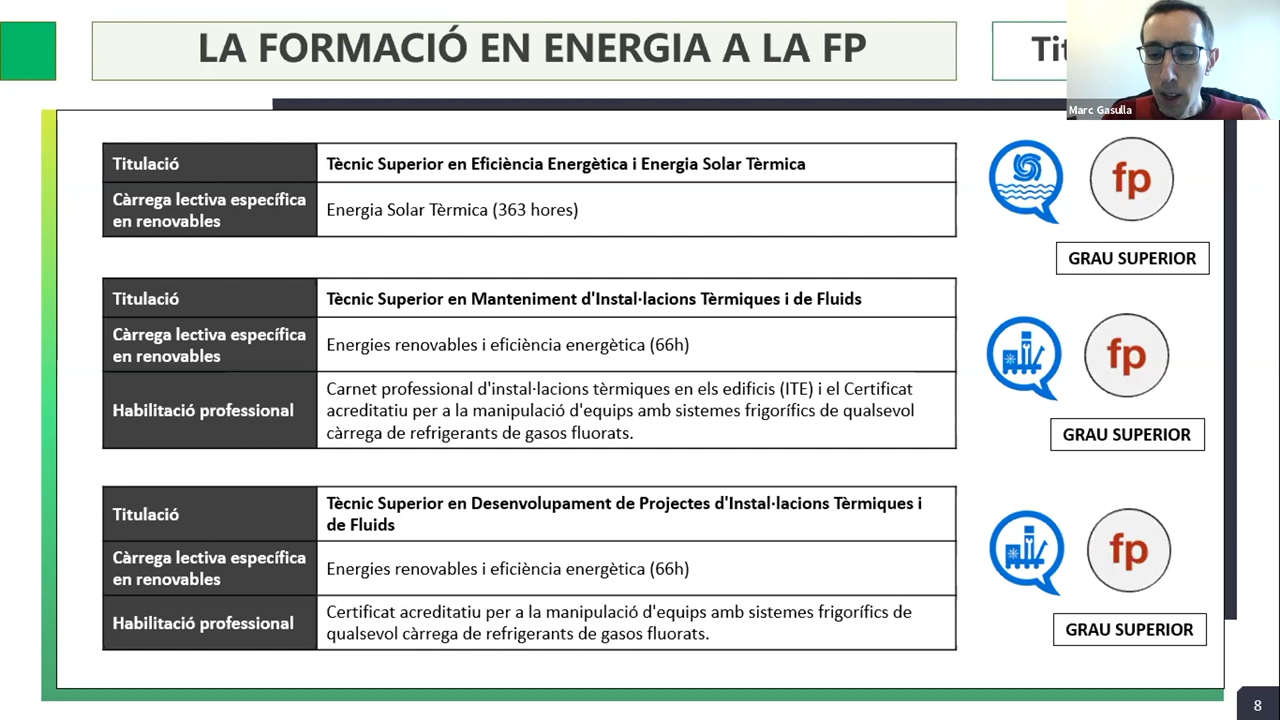 LA FORMACIÓ EN ENERGIA A LA FP
Marc Gasulla
Titulació
Tècnic Superior en Eficiència Energètica i Energia Solar Tèrmica
Càrrega lectiva específica
en renovables
Energia Solar Tèrmica (363 hores)
fp
GRAU SUPERIOR
Titulació
Tècnic Superior en Manteniment d'Instal·lacions Tèrmiques i de Fluids
Càrrega lectiva específica
en renovables
Energies renovables i eficiència energètica (66h)
Habilitació professional
Carnet professional d'instal·lacions tèrmiques en els edificis (ITE) i el Certificat
acreditatiu per a la manipulació d'equips amb sistemes frigorífics de qualsevol
càrrega de refrigerants de gasos fluorats.
fp
GRAU SUPERIOR
Titulació
Tècnic Superior en Desenvolupament de Projectes d'Instal·lacions Tèrmiques i
de Fluids
Càrrega lectiva específica
en renovables
Energies renovables i eficiència energètica (66h)
Habilitació professional
Certificat acreditatiu per a la manipulació d'equips amb sistemes frigorífics de
qualsevol càrrega de refrigerants de gasos fluorats.
fp
GRAU SUPERIOR
8